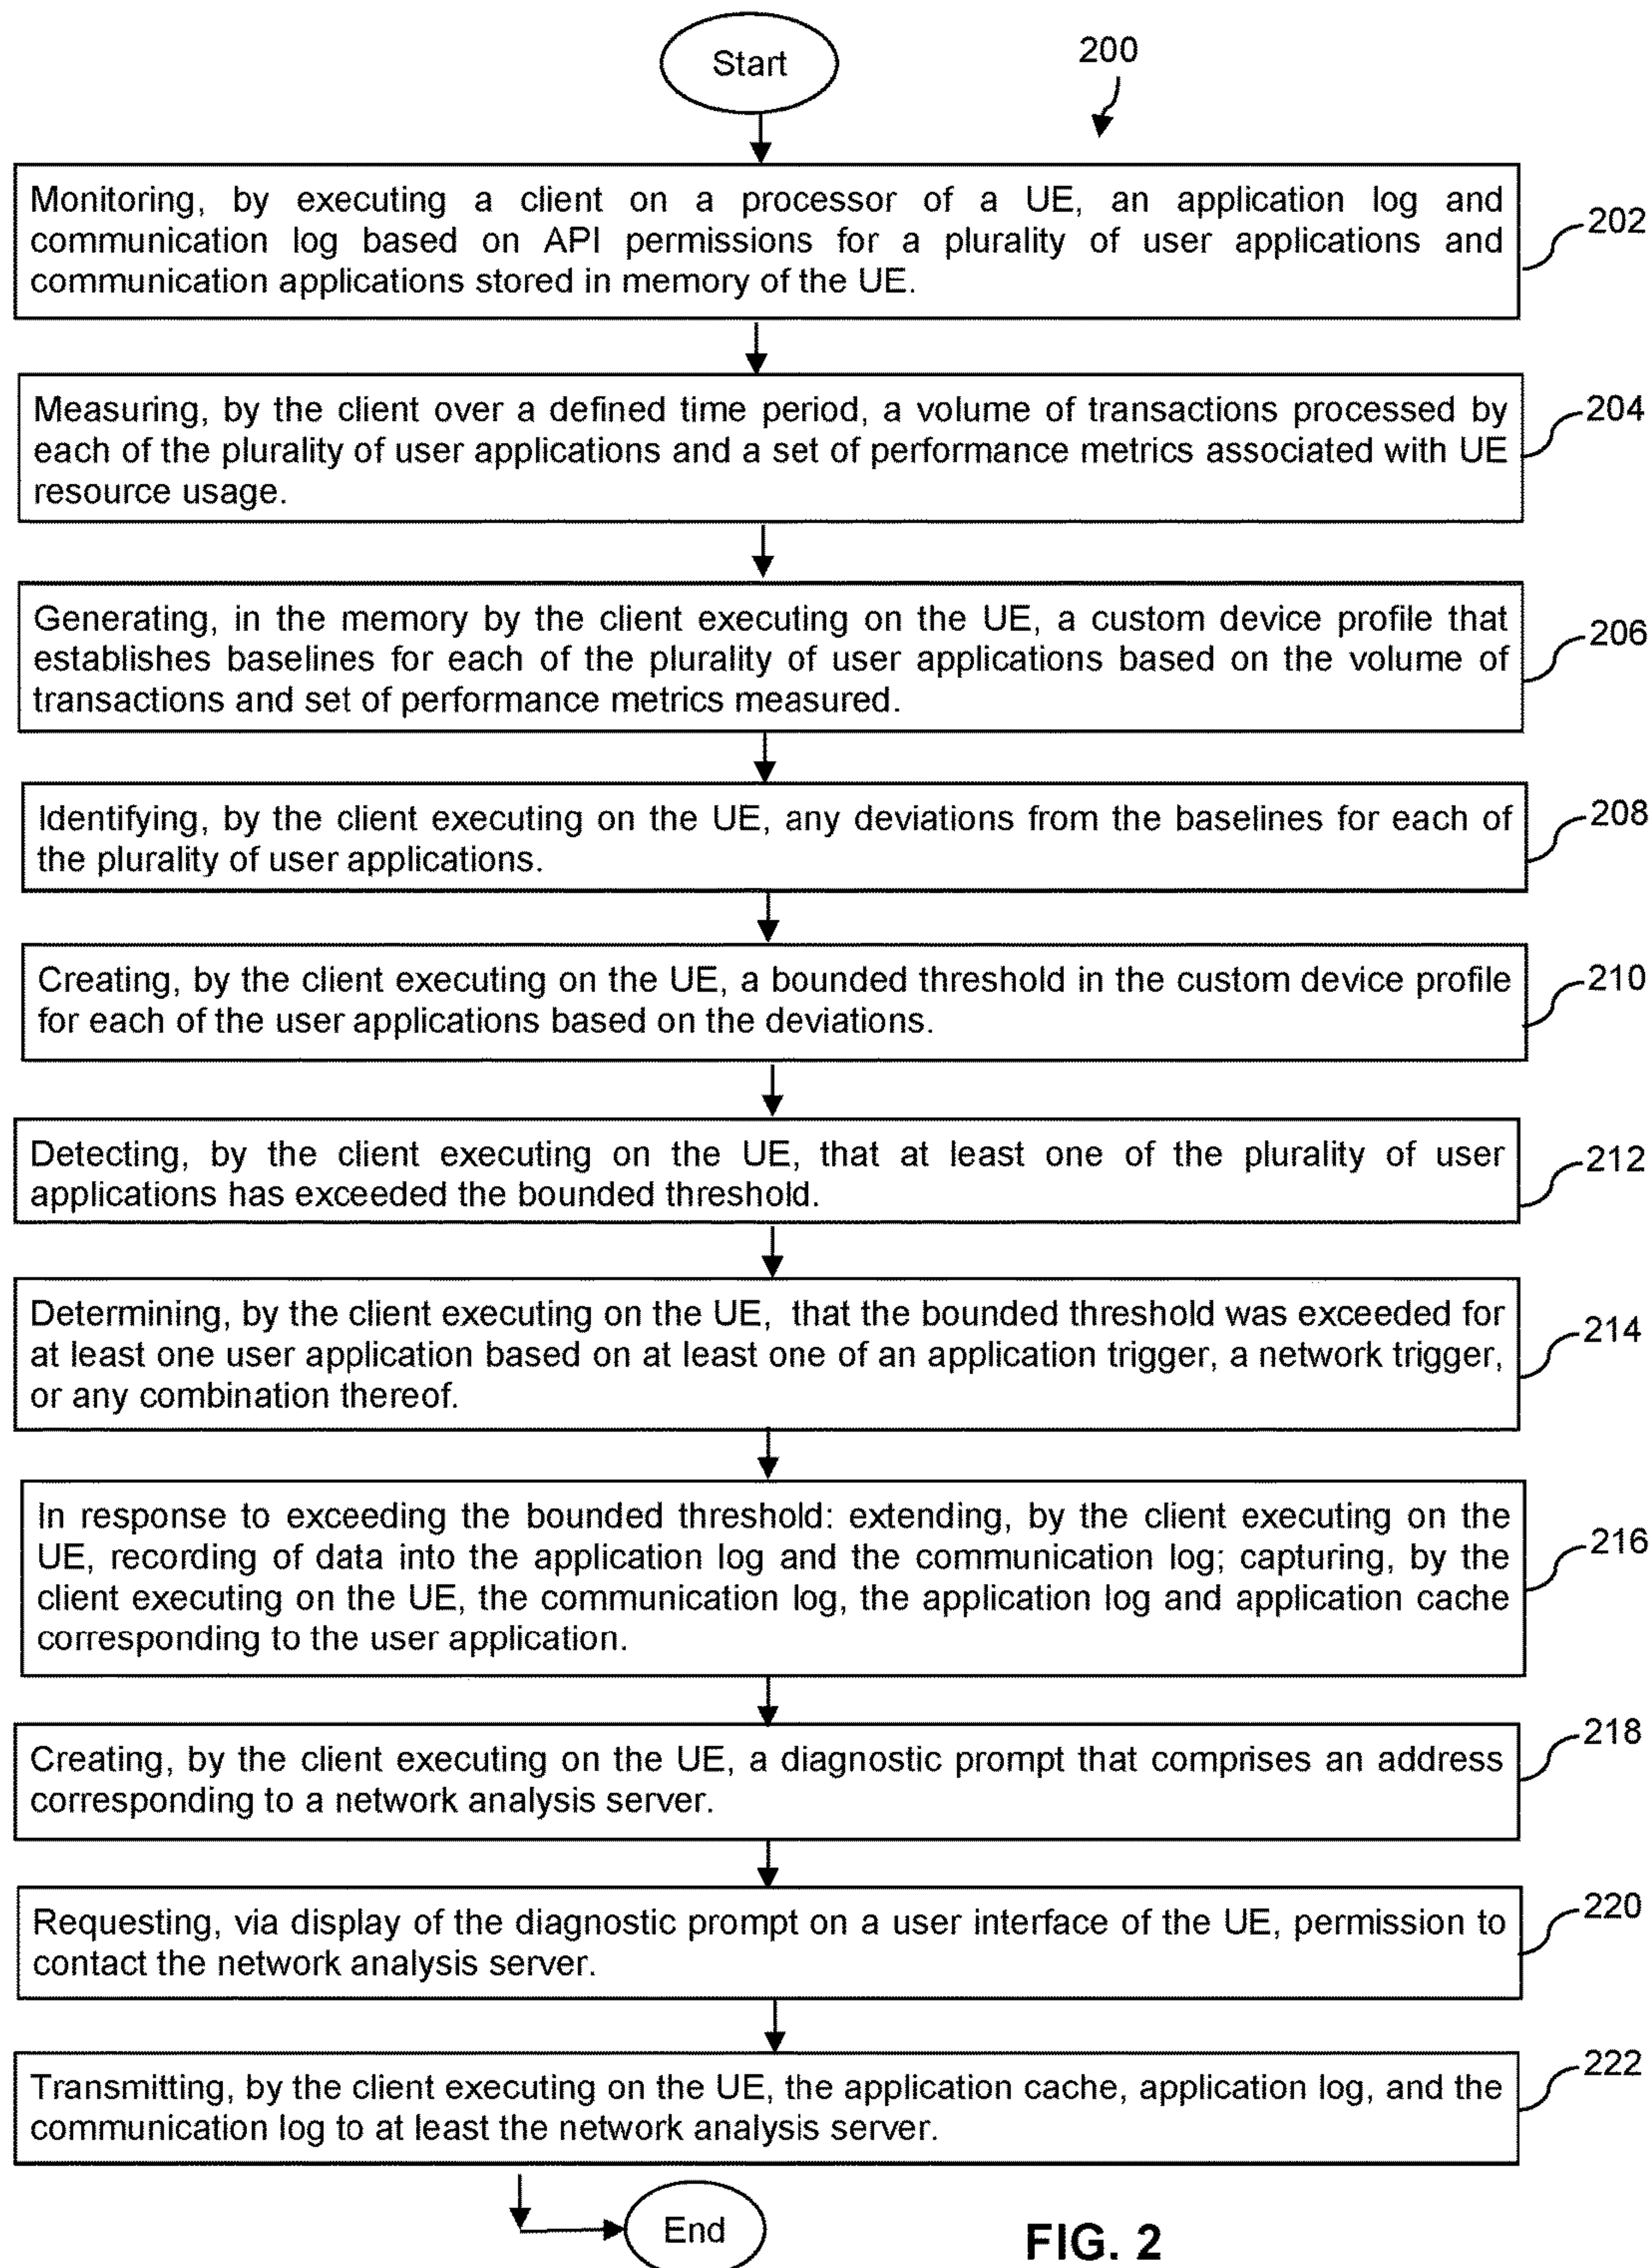 Start
200
Monitoring, by executing a client on a processor of a UE, an application log and
communication log based on API permissions for a plurality of user applications and
communication applications stored in memory of the UE.
202
Measuring, by the client over a defined time period, a volume of transactions processed by
each of the plurality of user applications and a set of performance metrics associated with UE
resource usage.
204
Generating, in the memory by the client executing on the UE, a custom device profile that
establishes baselines for each of the plurality of user applications based on the volume of
transactions and set of performance metrics measured.
206
Identifying, by the client executing on the UE, any deviations from the baselines for each of
the plurality of user applications.
208
Creating, by the client executing on the UE, a bounded threshold in the custom device profile
for each of the user applications based on the deviations.
210
Detecting, by the client executing on the UE, that at least one of the plurality of user
applications has exceeded the bounded threshold.
212
Determining, by the client executing on the UE, that the bounded threshold was exceeded for
at least one user application based on at least one of an application trigger, a network trigger,
or any combination thereof.
214
In response to exceeding the bounded threshold: extending, by the client executing on the
UE, recording of data into the application log and the communication log; capturing, by the
client executing on the UE, the communication log, the application log and application cache
corresponding to the user application.
216
Creating, by the client executing on the UE, a diagnostic prompt that comprises an address
corresponding to a network analysis server.
218
Requesting, via display of the diagnostic prompt on a user interface of the UE, permission to
contact the network analysis server.
220
Transmitting, by the client executing on the UE, the application cache, application log, and the
communication log to at least the network analysis server.
222
End
FIG. 2